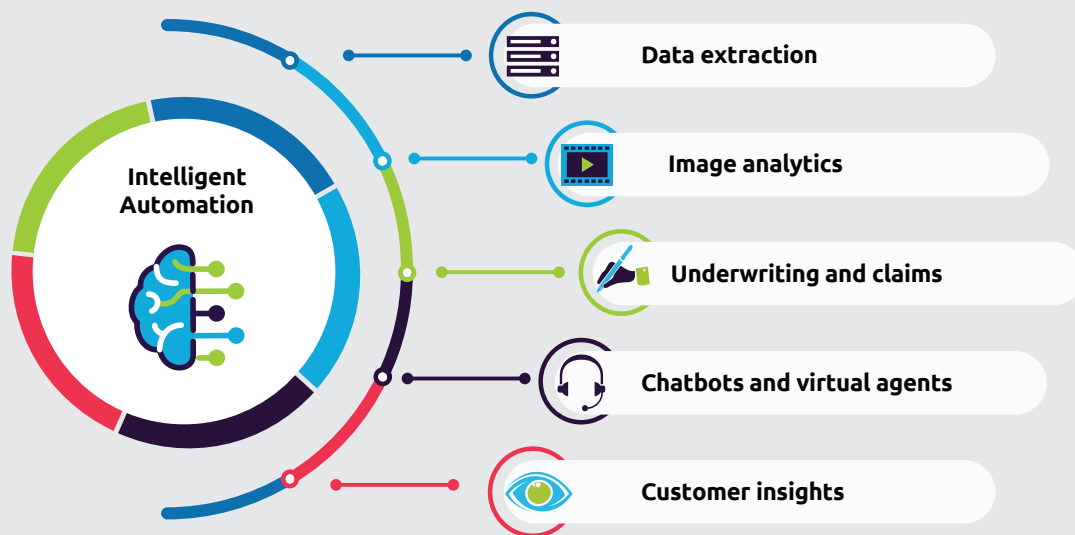 Intelligent
Automation
Data extraction
Image analytics
Underwriting and claims
Chatbots and virtual agents
Customer insights